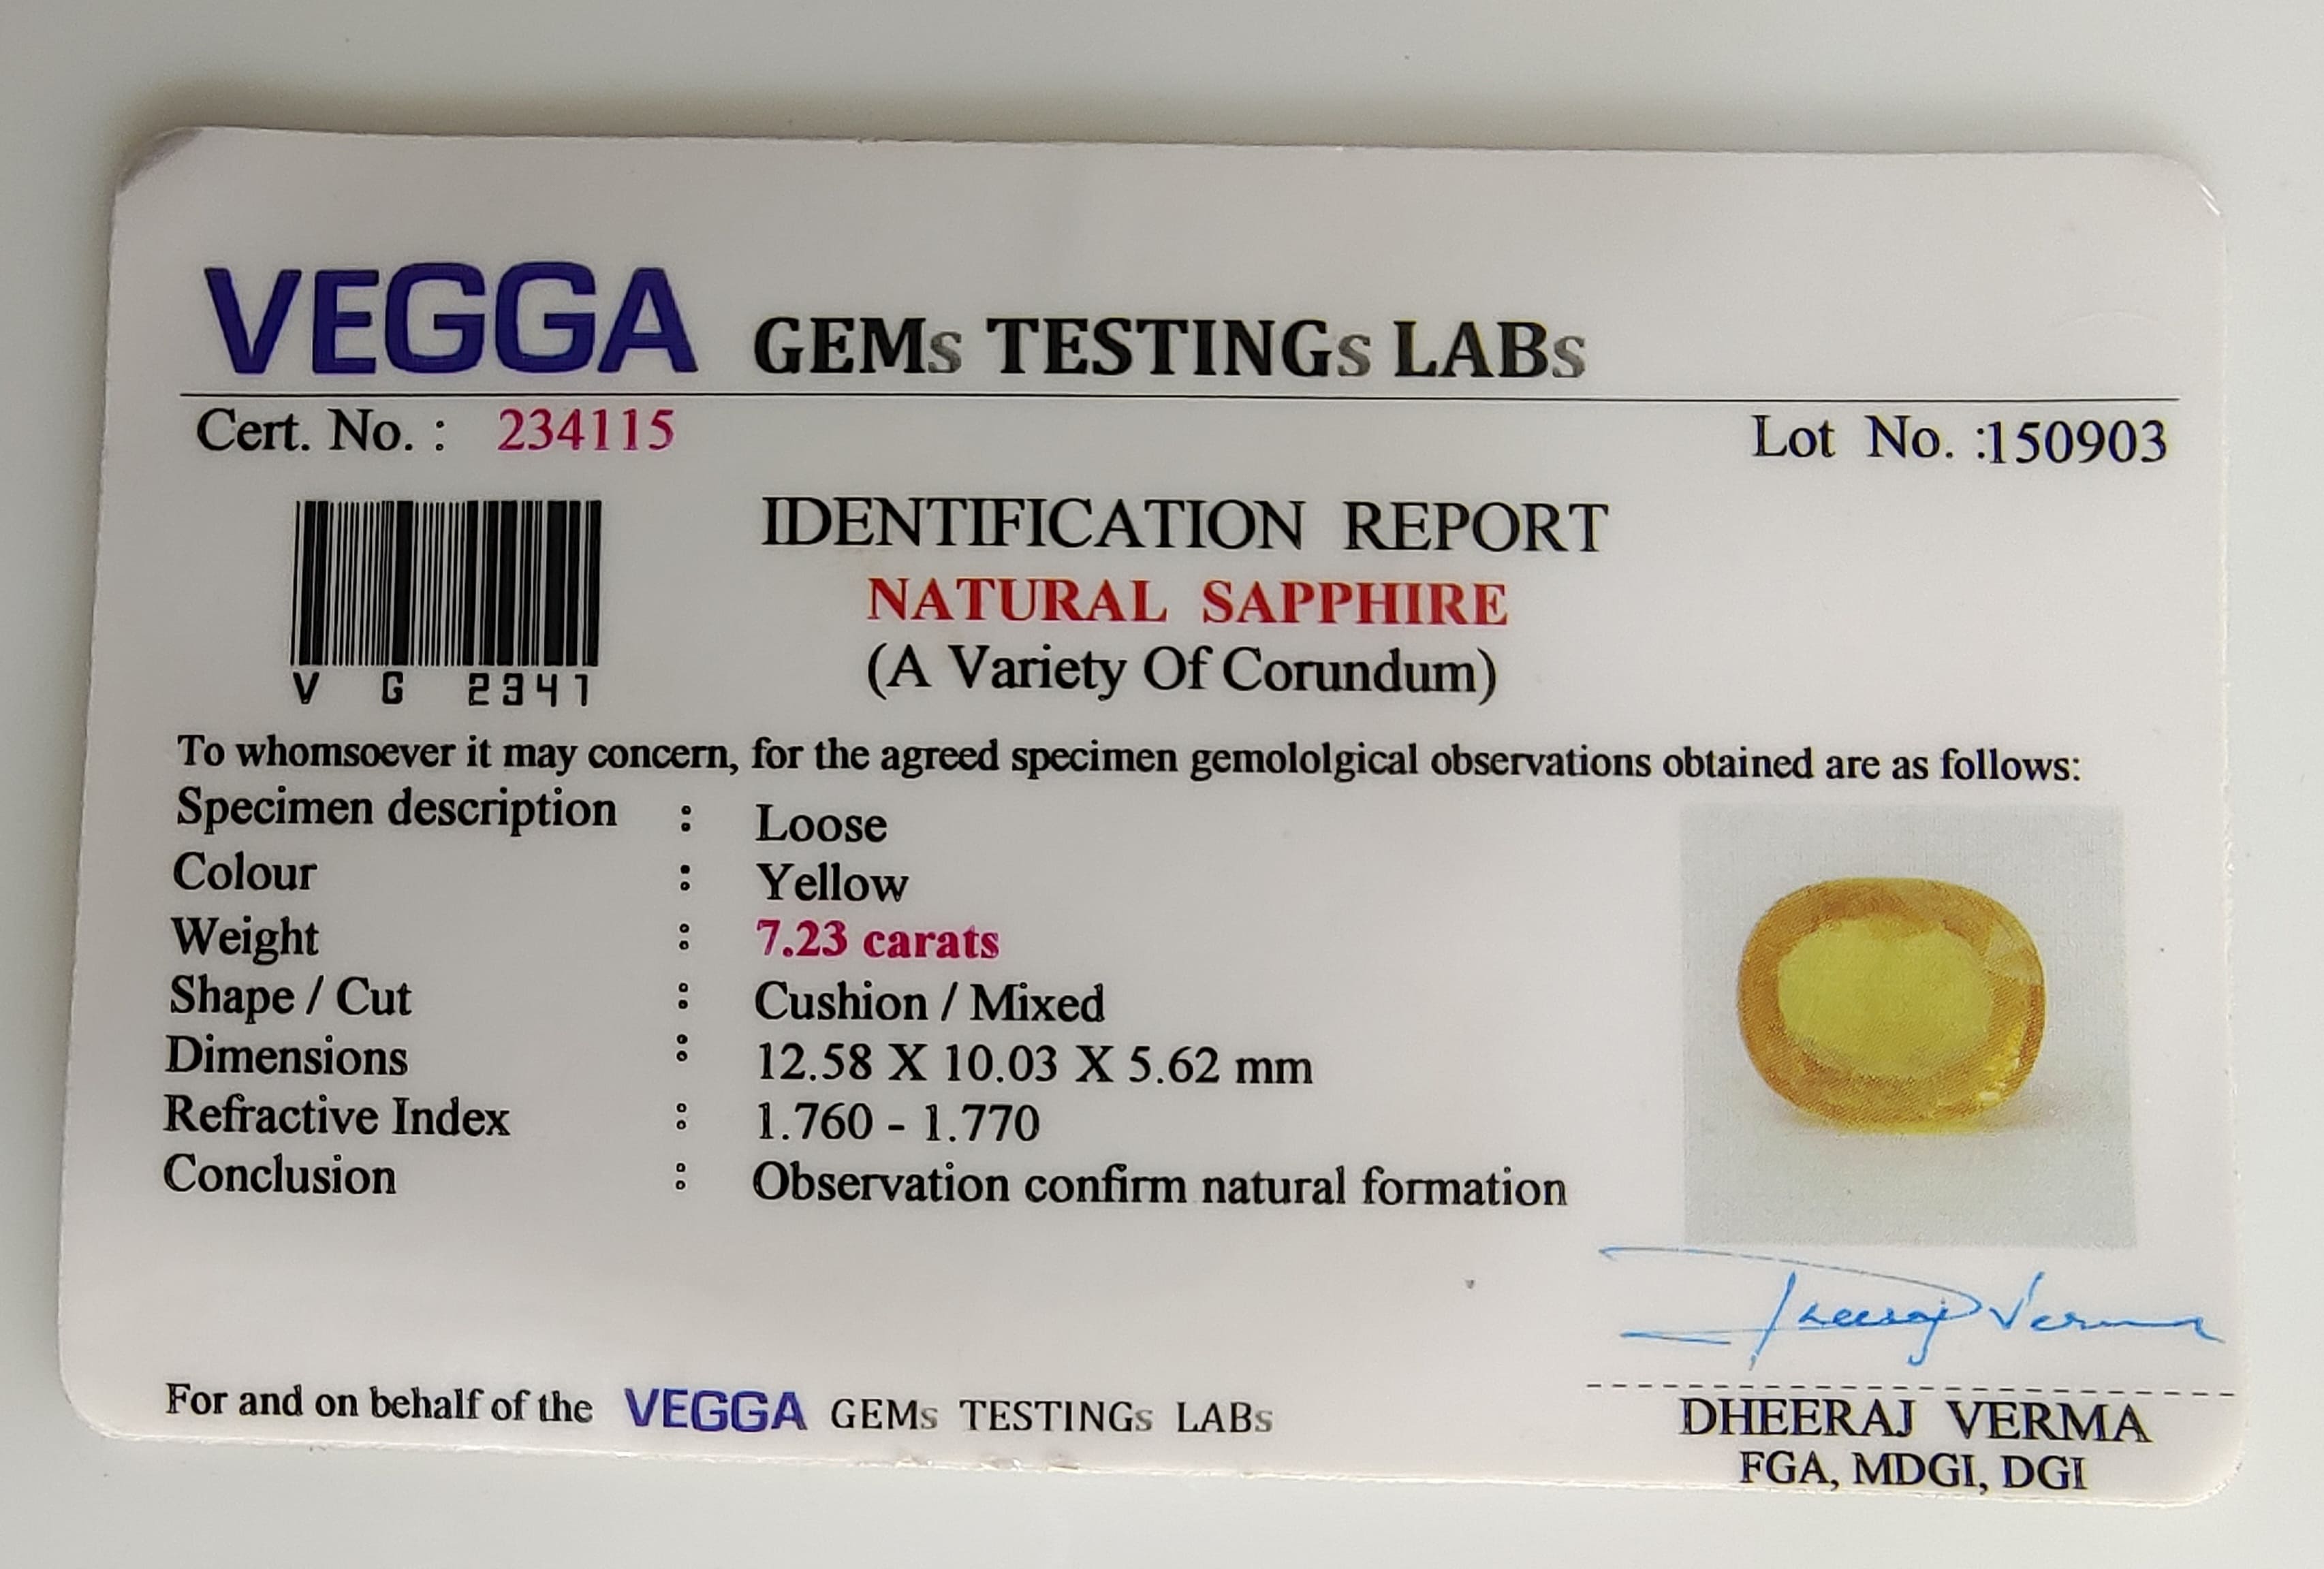 VEGGA GEMs TESTINGs LABs
Cert. No. : 234115 Lot No. :150903
IDENTIFICATION REPORT
NATURAL SAPPHIRE
(A Variety Of Corundum)
V G 2341
To whomsoever it may concern, for the agreed specimen gemololgical observations obtained are as follows:
Specimen description : Loose
Colour : Yellow
Weight : 7.23 carats
Shape / Cut : Cushion / Mixed
Dimensions : 12.58 X 10.03 X 5.62 mm
Refractive Index : 1.760 - 1.770
Conclusion : Observation confirm natural formation
Dheeraj Verma
For and on behalf of the VEGGA GEMs TESTINGs LABs
DHEERAJ VERMA
FGA, MDGI, DGI